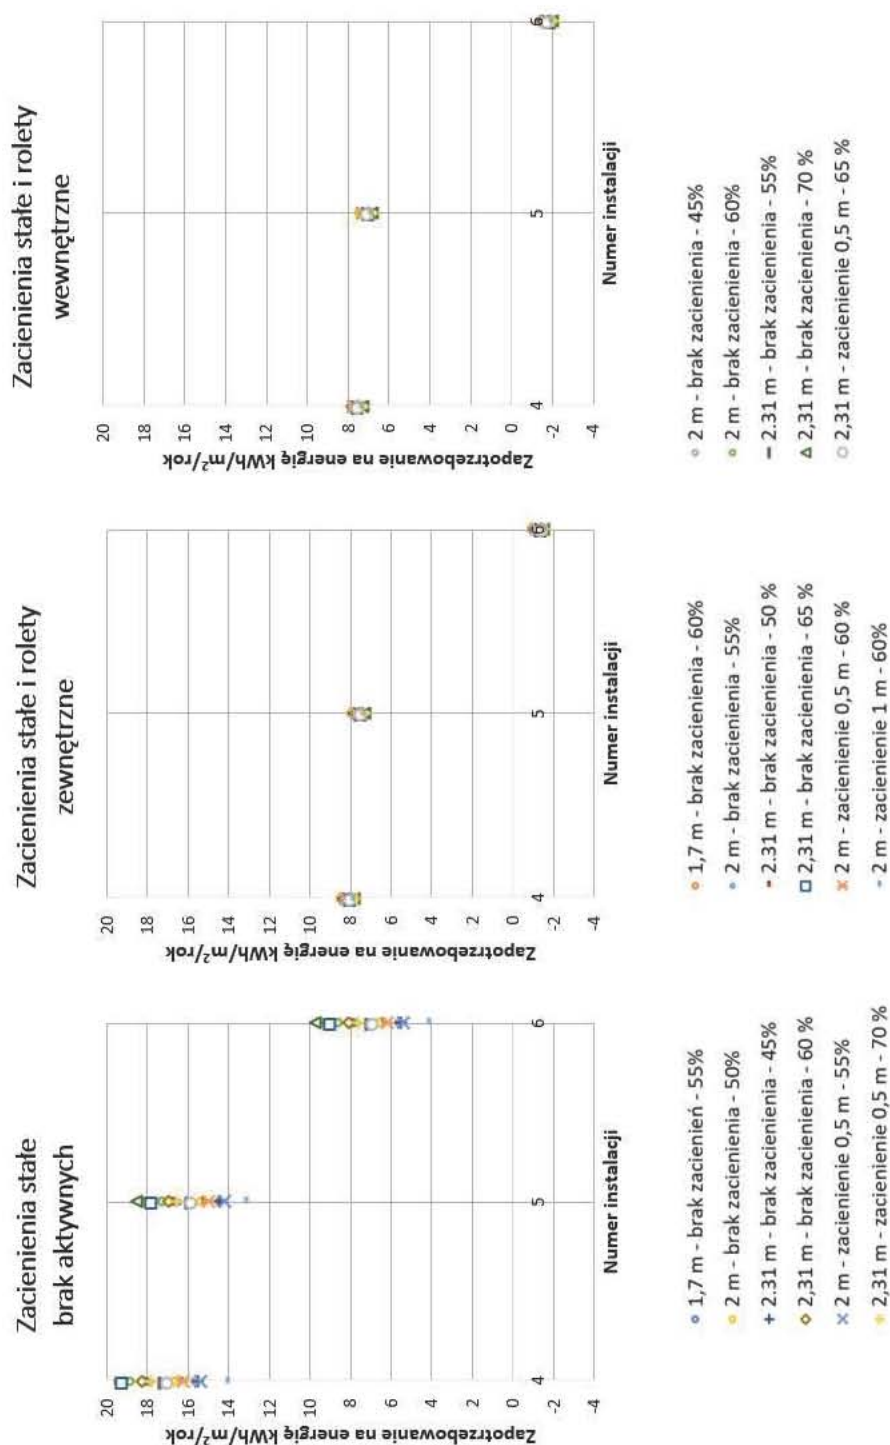 Zacienienia stałe
brak aktywnych
20
18
16
14
12
10
8
6
4
2
0
-2
-4
Zapotrzebowanie na energię kWh/m²/rok
4
5
6
Numer instalacji
Zacienienia stałe i rolety
zewnętrzne
20
18
16
14
12
10
8
6
4
2
0
-2
-4
Zapotrzebowanie na energię kWh/m²/rok
4
5
6
Numer instalacji
Zacienienia stałe i rolety
wewnętrzne
20
18
16
14
12
10
8
6
4
2
0
-2
-4
Zapotrzebowanie na energię kWh/m²/rok
4
5
6
Numer instalacji
1,7 m - brak zacienień - 55%
1,7 m - brak zacienienia - 60%
2 m - brak zacienienia - 45%
2 m - brak zacienienia - 50%
2 m - brak zacienienia - 55%
2 m - brak zacienienia - 60%
2.31 m - brak zacienienia - 45%
2.31 m - brak zacienienia - 50 %
2.31 m - brak zacienienia - 55%
2,31 m - brak zacienienia - 60 %
2,31 m - brak zacienienia - 65 %
2,31 m - brak zacienienia - 70 %
2 m - zacienienie 0,5 m - 55%
2 m - zacienienie 0,5 m - 60 %
2,31 m - zacienienie 0,5 m - 65 %
2,31 m - zacienienie 0,5 m - 70 %
2 m - zacienienie 1 m - 60%